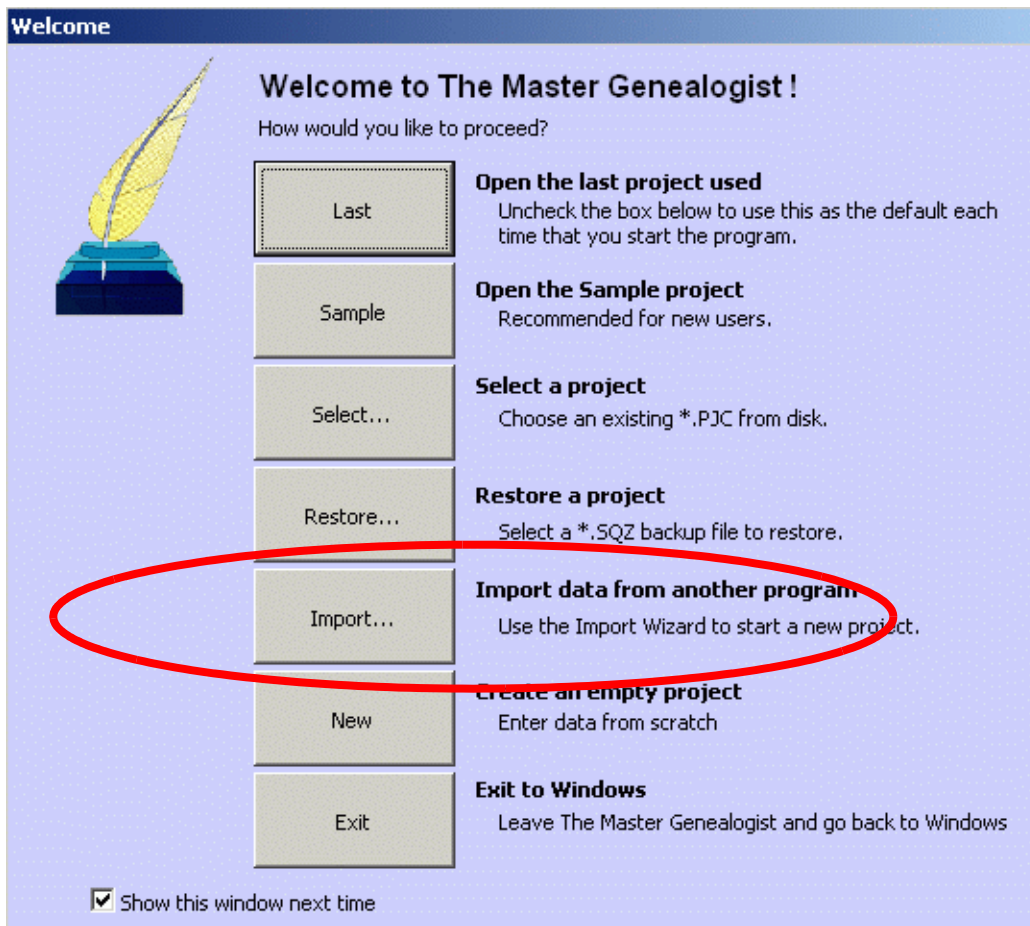 Welcome
Welcome to The Master Genealogist !
How would you like to proceed?
Last
Open the last project used
Uncheck the box below to use this as the default each
time that you start the program.
Sample
Open the Sample project
Recommended for new users.
Select...
Select a project
Choose an existing *.PJC from disk.
Restore...
Restore a project
Select a *.SQZ backup file to restore.
Import...
Import data from another program
Use the Import Wizard to start a new project.
New
Create an empty project
Enter data from scratch
Exit
Exit to Windows
Leave The Master Genealogist and go back to Windows
Show this window next time